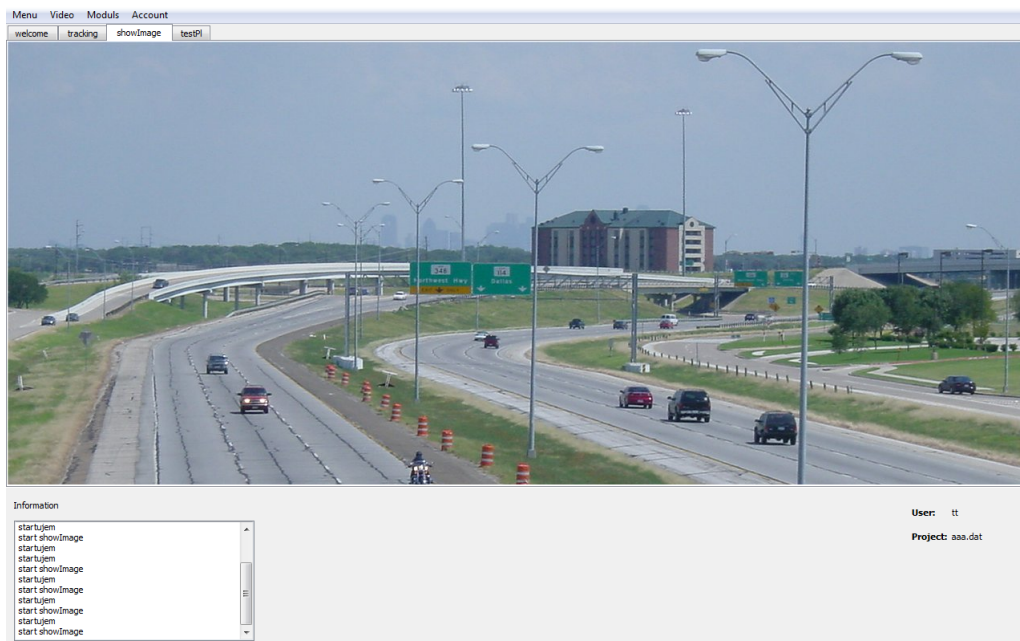 Menu Video Moduls Account
welcome tracking showImage testPl
348
Northwest Hwy
114
Dallas
Information
startujem
start showImage
startujem
startujem
start showImage
startujem
start showImage
startujem
start showImage
startujem
start showImage
User: tt
Project: aaa.dat